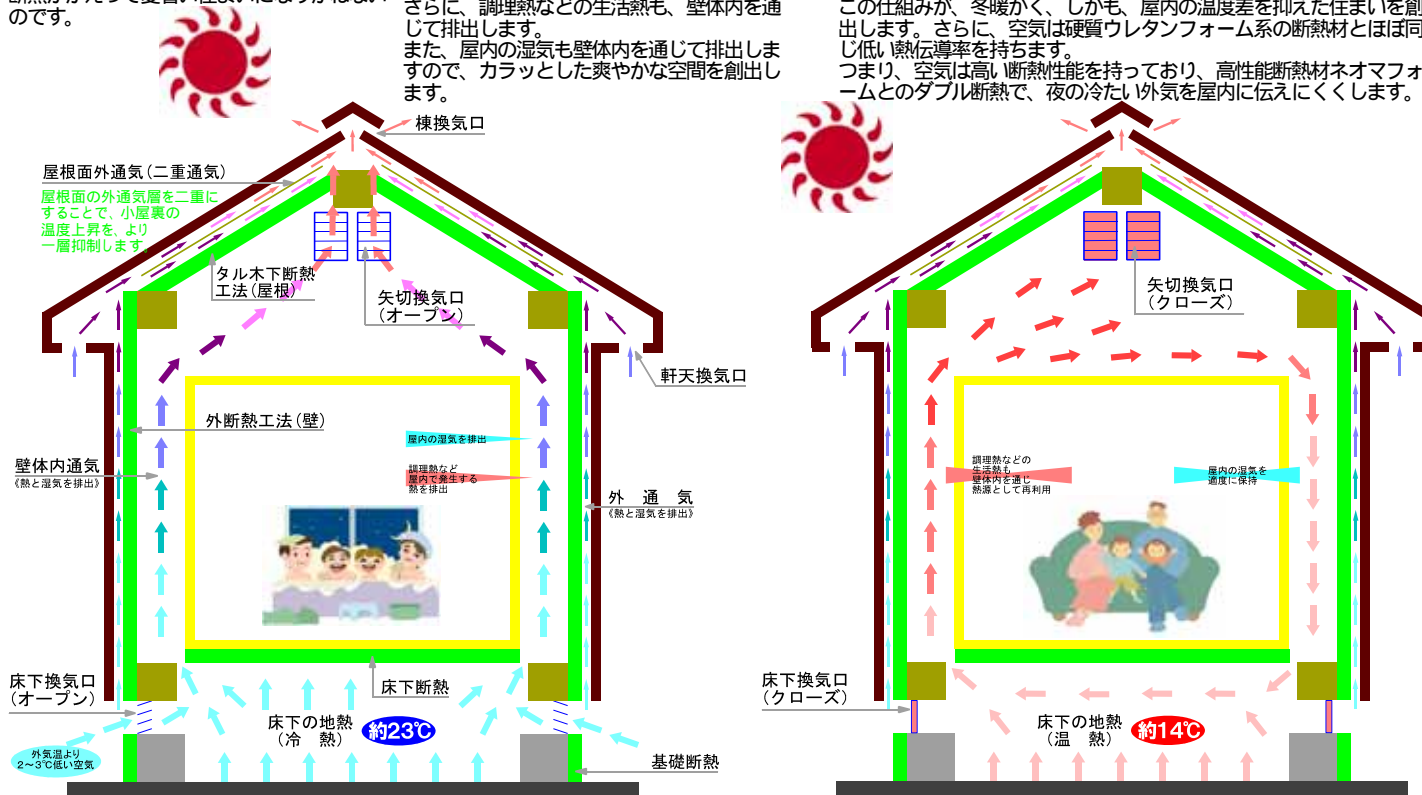 のです。
さらに、調理熱などの生活熱も、壁体内を通
じて排出します。
また、屋内の湿気も壁体内を通じて排出しま
すので、カラッとした爽やかな空間を創出し
ます。
この仕組みが、冬暖かく、しかも、屋内の温度差を抑えた住まいを創
出します。さらに、空気は硬質ウレタンフォーム系の断熱材とほぼ同
じ低い熱伝導率を持ちます。
つまり、空気は高い断熱性能を持っており、高性能断熱材ネオマフォ
ームとのダブル断熱で、夜の冷たい外気を屋内に伝えにくくします。
棟換気口
屋根面外通気(二重通気)
屋根面の外通気層を二重に
することで、小屋裏の
温度上昇を、より
一層抑制します。
タル木下断熱
工法(屋根)
矢切換気口
(オープン)
軒天換気口
外断熱工法(壁)
屋内の湿気を排出
調理熱など
屋内で発生する
熱を排出
壁体内通気
《熱と湿気を排出》
外 通 気
《熱と湿気を排出》
床下換気口
(オープン)
床下断熱
床下の地熱
(冷 熱)
約23℃
外気温より
2～3℃低い空気
基礎断熱
矢切換気口
(クローズ)
調理熱などの
生活熱も
壁体内を通じ
熱源として再利用
屋内の湿気を
適度に保持
床下換気口
(クローズ)
床下の地熱
(温 熱)
約14℃